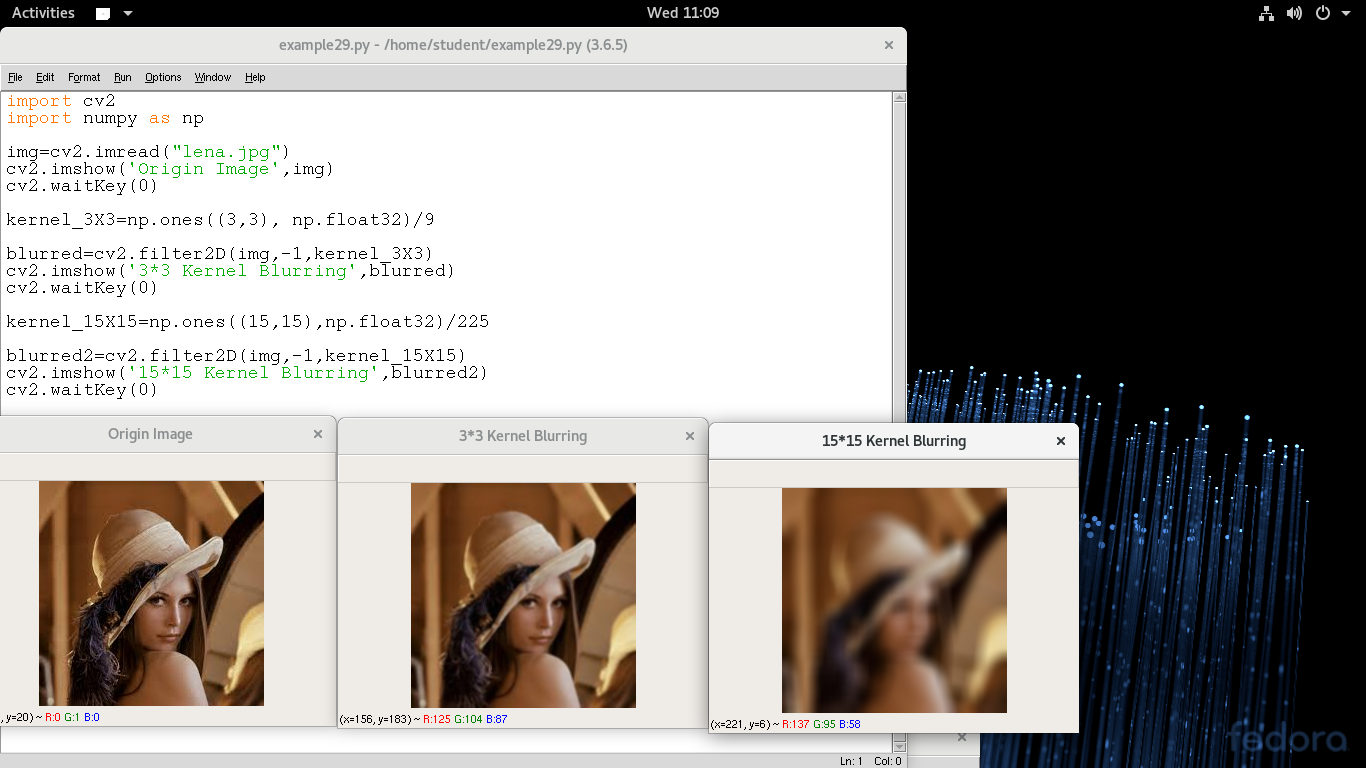 Activities
Wed 11:09
example29.py - /home/student/example29.py (3.6.5)
File Edit Format Run Options Window Help
import cv2
import numpy as np
img=cv2.imread("lena.jpg")
cv2.imshow('Origin Image',img)
cv2.waitKey(0)
kernel_3X3=np.ones((3,3), np.float32)/9
blurred=cv2.filter2D(img,-1,kernel_3X3)
cv2.imshow('3*3 Kernel Blurring',blurred)
cv2.waitKey(0)
kernel_15X15=np.ones((15,15),np.float32)/225
blurred2=cv2.filter2D(img,-1,kernel_15X15)
cv2.imshow('15*15 Kernel Blurring',blurred2)
cv2.waitKey(0)
Origin Image
, y=20) ~ R:0 G:1 B:0
3*3 Kernel Blurring
(x=156, y=183) ~ R:125 G:104 B:87
15*15 Kernel Blurring
(x=221, y=6) ~ R:137 G:95 B:58
fedora
Ln: 1 Col: 0